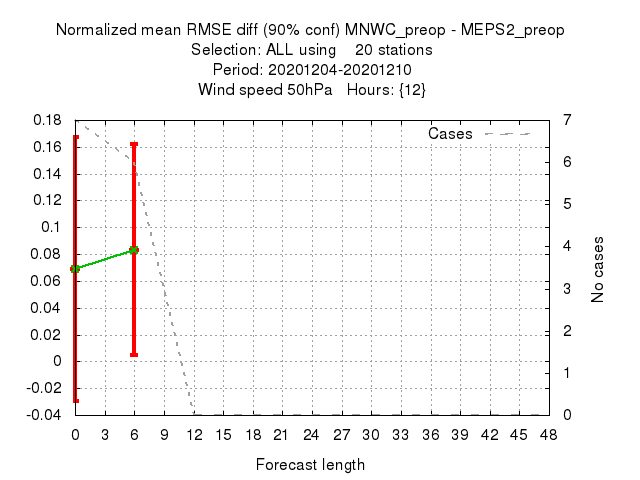 Normalized mean RMSE diff (90% conf) MNWC_preop - MEPS2_preop
Selection: ALL using 20 stations
Period: 20201204-20201210
Wind speed 50hPa Hours: {12}
Cases
0.18
0.16
0.14
0.12
0.1
0.08
0.06
0.04
0.02
0
-0.02
-0.04
7
6
5
4
3
2
1
0
No cases
0 3 6 9 12 15 18 21 24 27 30 33 36 39 42 45 48
Forecast length